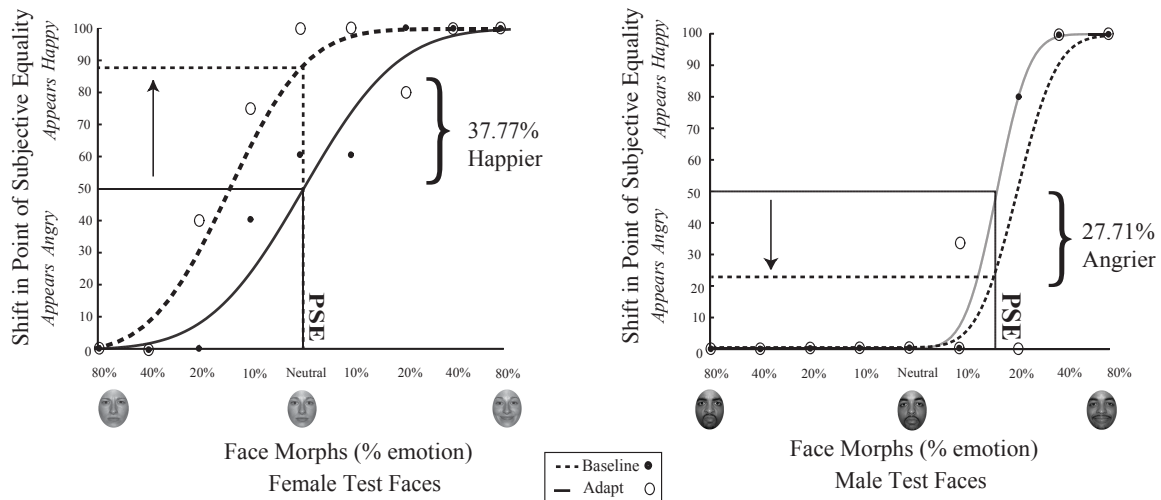 Shift in Point of Subjective Equality
Appears Angry Appears Happy
100
90
80
70
60
50
40
30
20
10
0
37.77%
Happier
PSE
80% 40% 20% 10% Neutral 10% 20% 40% 80%
Face Morphs (% emotion)
Female Test Faces
Shift in Point of Subjective Equality
Appears Angry Appears Happy
100
90
80
70
60
50
40
30
20
10
0
27.71%
Angrier
PSE
80% 40% 20% 10% Neutral 10% 20% 40% 80%
Face Morphs (% emotion)
Male Test Faces
Baseline
Adapt